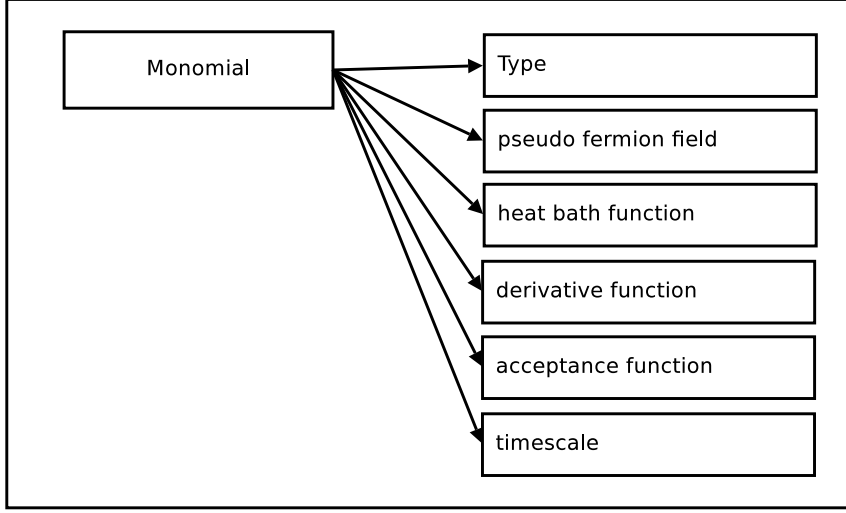 Monomial
Type
pseudo fermion field
heat bath function
derivative function
acceptance function
timescale